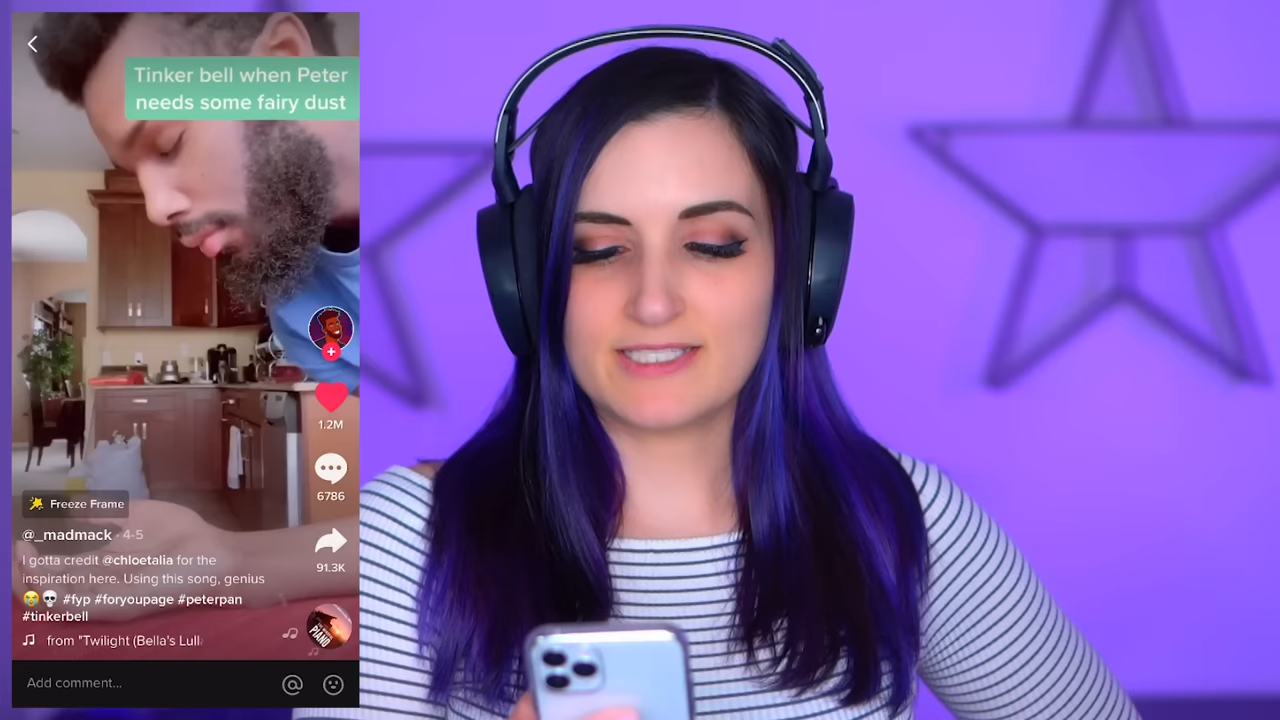 Tinker bell when Peter
needs some fairy dust
1.2M
6786
Freeze Frame
@_madmack · 4-5
91.3K
I gotta credit @chloetalia for the
inspiration here. Using this song, genius
😭💀 #fyp #foryoupage #peterpan
#tinkerbell
from "Twilight (Bella's Lull
PIANO
Add comment...